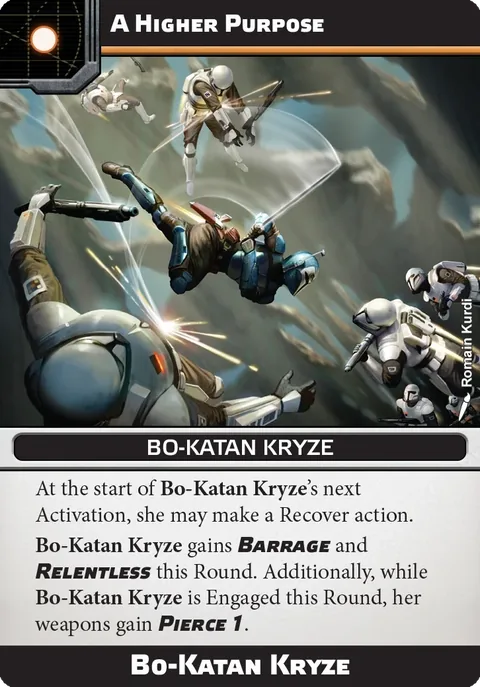 A Higher Purpose
Romain Kurdi
BO-KATAN KRYZE
At the start of Bo-Katan Kryze's next
Activation, she may make a Recover action.
Bo-Katan Kryze gains Barrage and
Relentless this Round. Additionally, while
Bo-Katan Kryze is Engaged this Round, her
weapons gain Pierce 1.
Bo-Katan Kryze